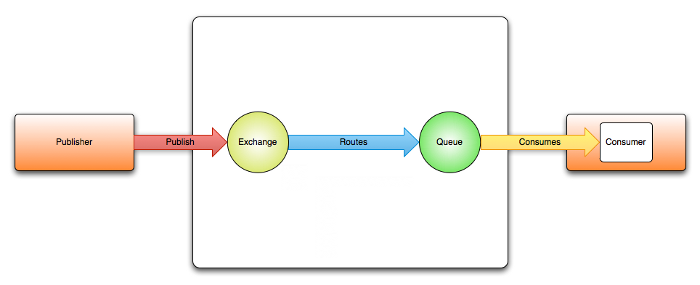 Publisher
Publish
Exchange
Routes
Queue
Consumes
Consumer